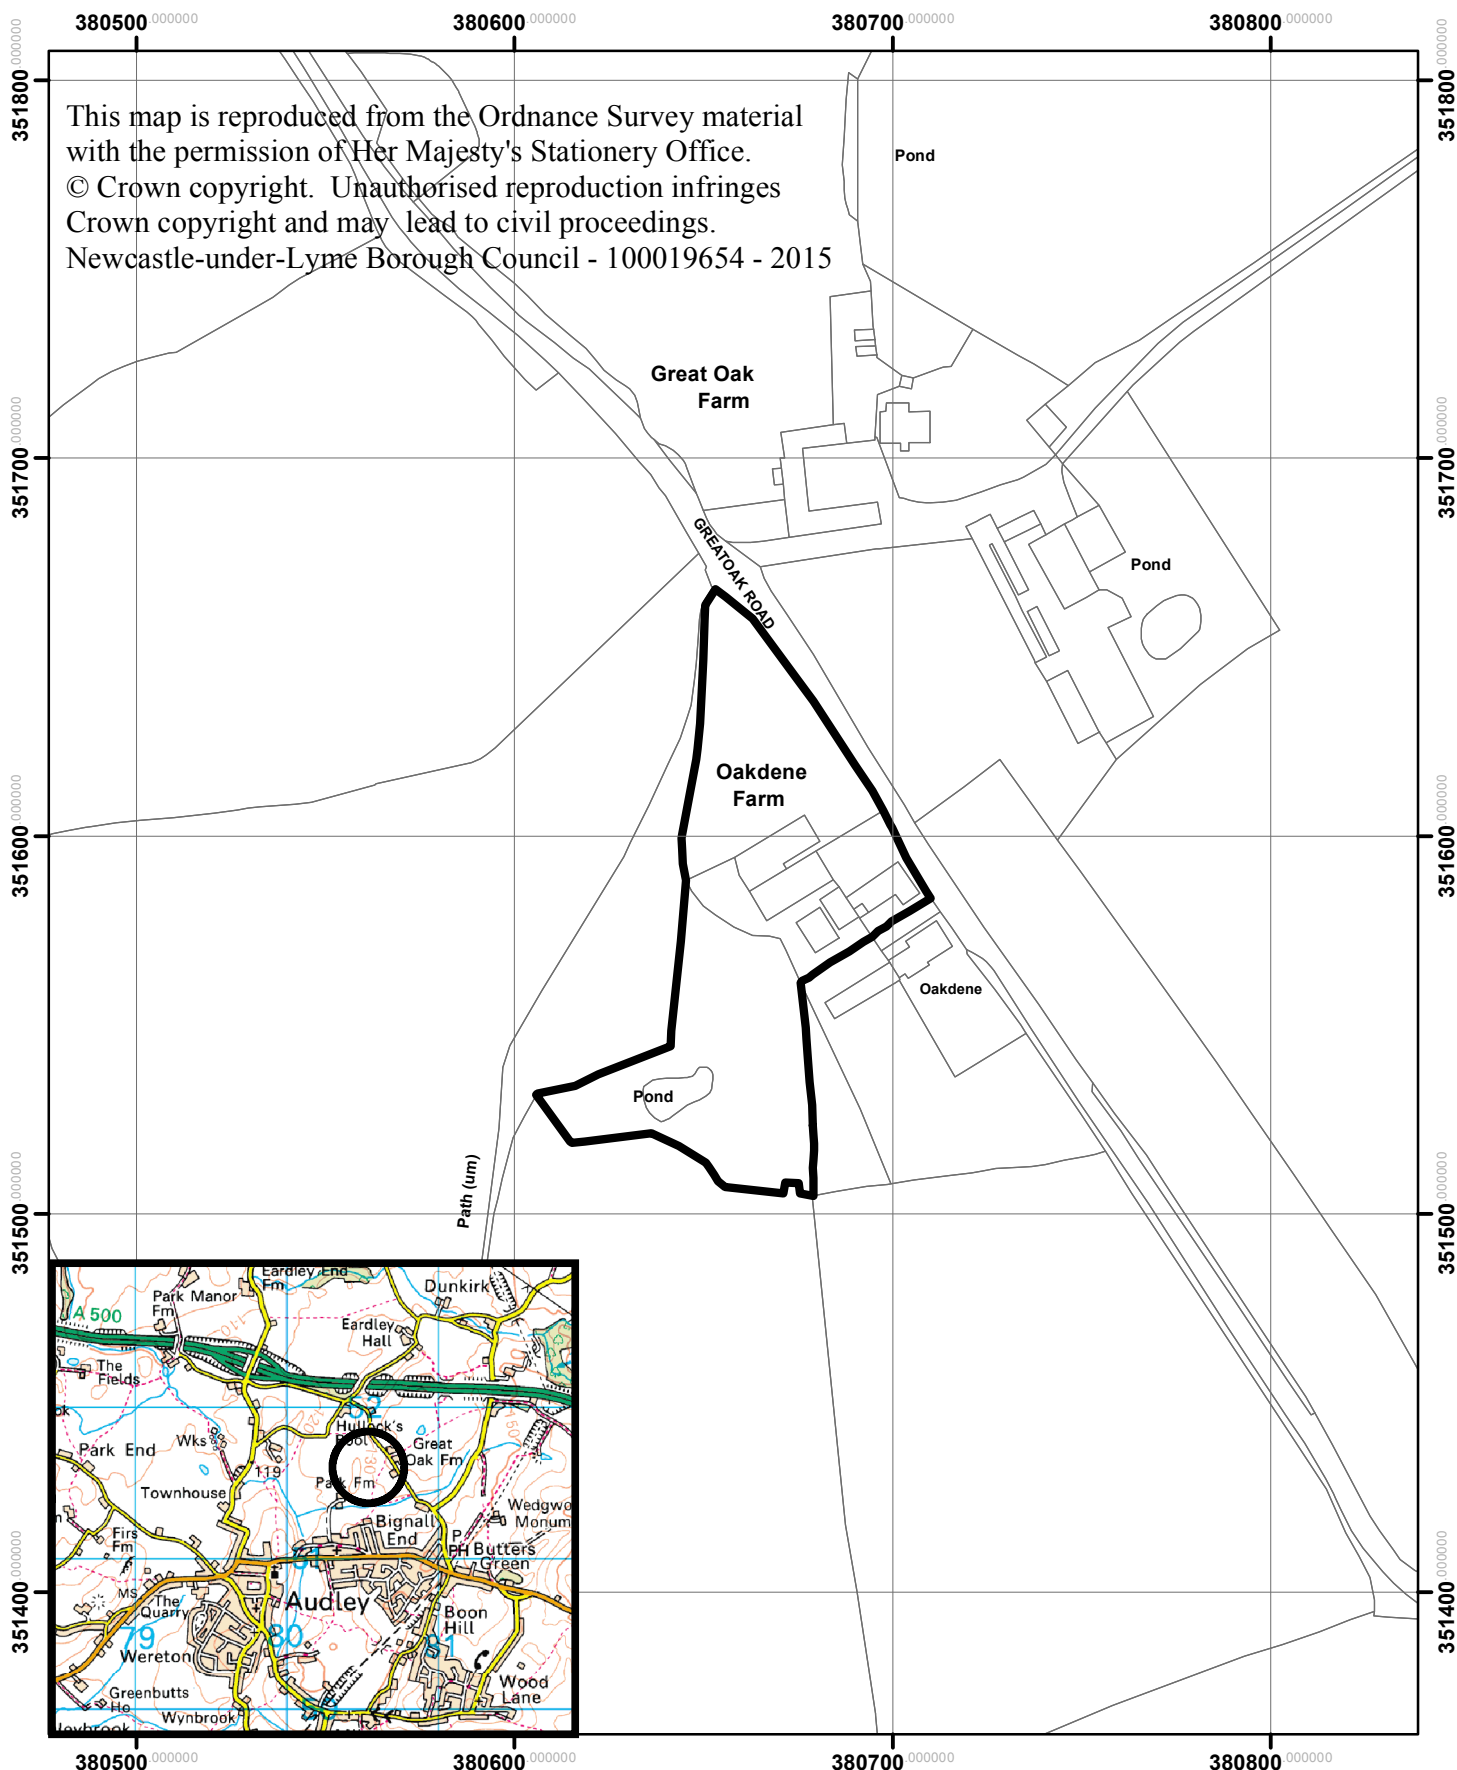 380500.000000 380600.000000 380700.000000 380800.000000
351800.000000
351800.000000
This map is reproduced from the Ordnance Survey material
with the permission of Her Majesty's Stationery Office.
© Crown copyright. Unauthorised reproduction infringes
Crown copyright and may lead to civil proceedings.
Newcastle-under-Lyme Borough Council - 100019654 - 2015
Pond
Great Oak
Farm
351700.000000
351700.000000
GREATOAK ROAD
Pond
Oakdene
Farm
351600.000000
351600.000000
Oakdene
Pond
Path (um)
351500.000000
351500.000000
Eardley End
Fm
Park Manor
Fm
Dunkirk
A 500
Eardley
Hall
The
Fields
52
Hullock's
Pool
Great
Oak Fm
Park End
Wks
119
130
120
110
160
Park Fm
Townhouse
Wedgwo
Monum
Firs
Fm
Bignall
End
P
PH
Butters
Green
51
MS
The
Quarry
Audley
Boon
Hill
79
80
81
Wereton
Greenbutts
Ho
Wynbrook
Wood
Lane
351400.000000
351400.000000
380500.000000 380600.000000 380700.000000 380800.000000